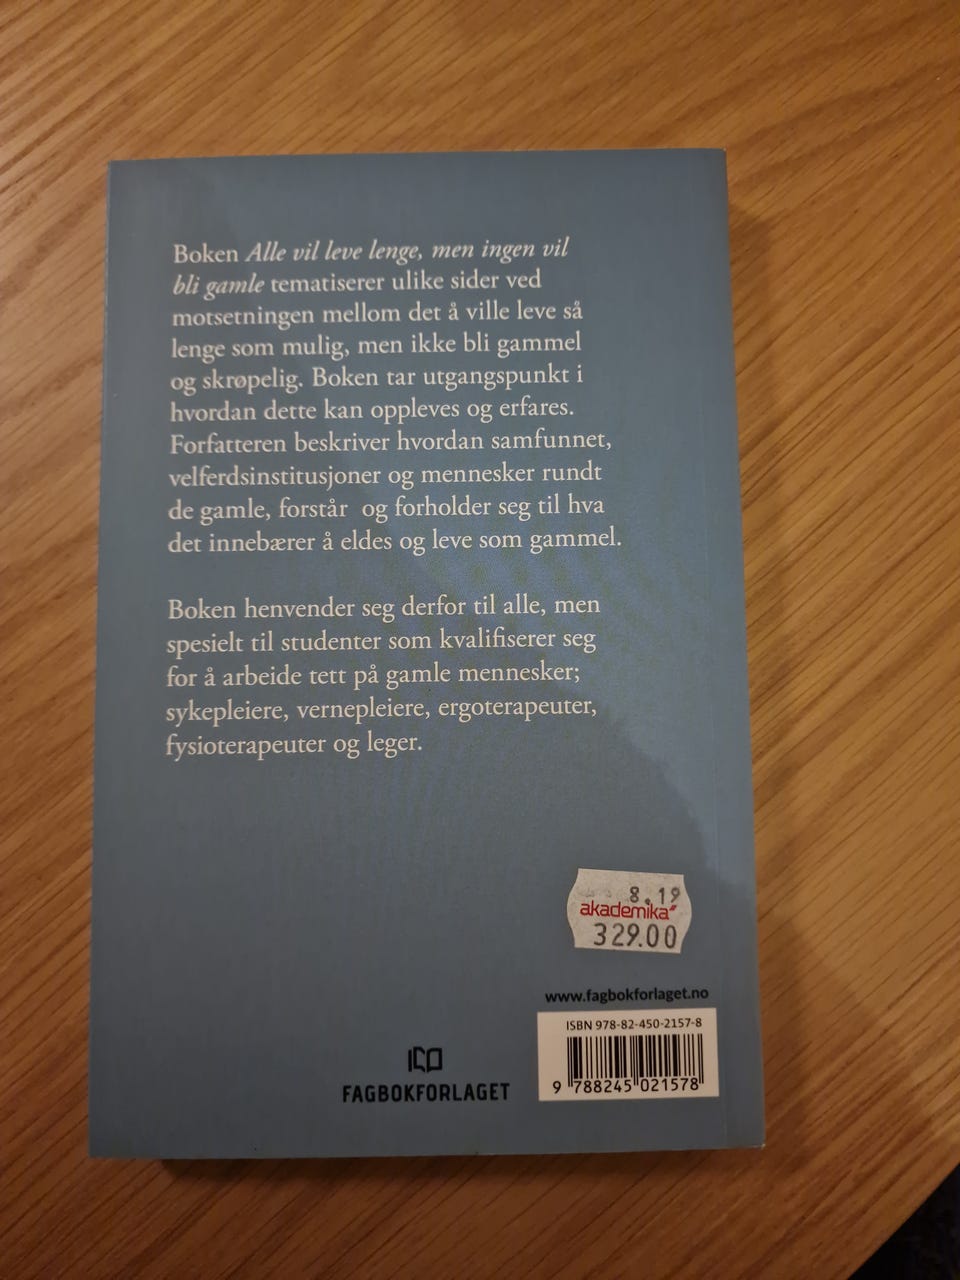 Boken Alle vil leve lenge, men ingen vil
bli gamle tematiserer ulike sider ved
motsetningen mellom det å ville leve så
lenge som mulig, men ikke bli gammel
og skrøpelig. Boken tar utgangspunkt i
hvordan dette kan oppleves og erfares.
Forfatteren beskriver hvordan samfunnet,
velferdsinstitusjoner og mennesker rundt
de gamle, forstår og forholder seg til hva
det innebærer å eldes og leve som gammel.
Boken henvender seg derfor til alle, men
spesielt til studenter som kvalifiserer seg
for å arbeide tett på gamle mennesker;
sykepleiere, vernepleiere, ergoterapeuter,
fysioterapeuter og leger.
8.19
akademika
329.00
www.fagbokforlaget.no
ISBN 978-82-450-2157-8
9 788245 021578
FAGBOKFORLAGET